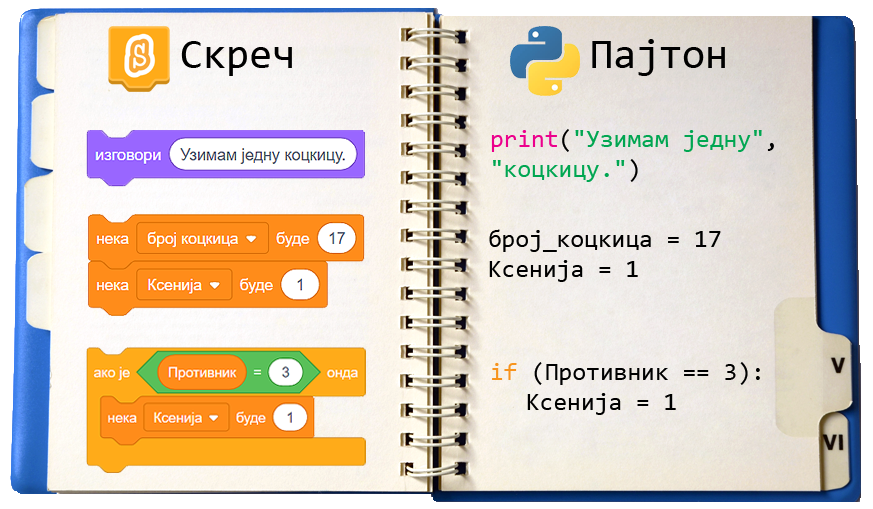 Скреч
изговори Узимам једну коцкицу.
нека број коцкица буде 17
нека Ксенија буде 1
ако је Противник = 3 онда
нека Ксенија буде 1
Пајтон
print("Узимам једну",
"коцкицу.")
број_коцкица = 17
Ксенија = 1
if (Противник == 3):
Ксенија = 1
V
VI